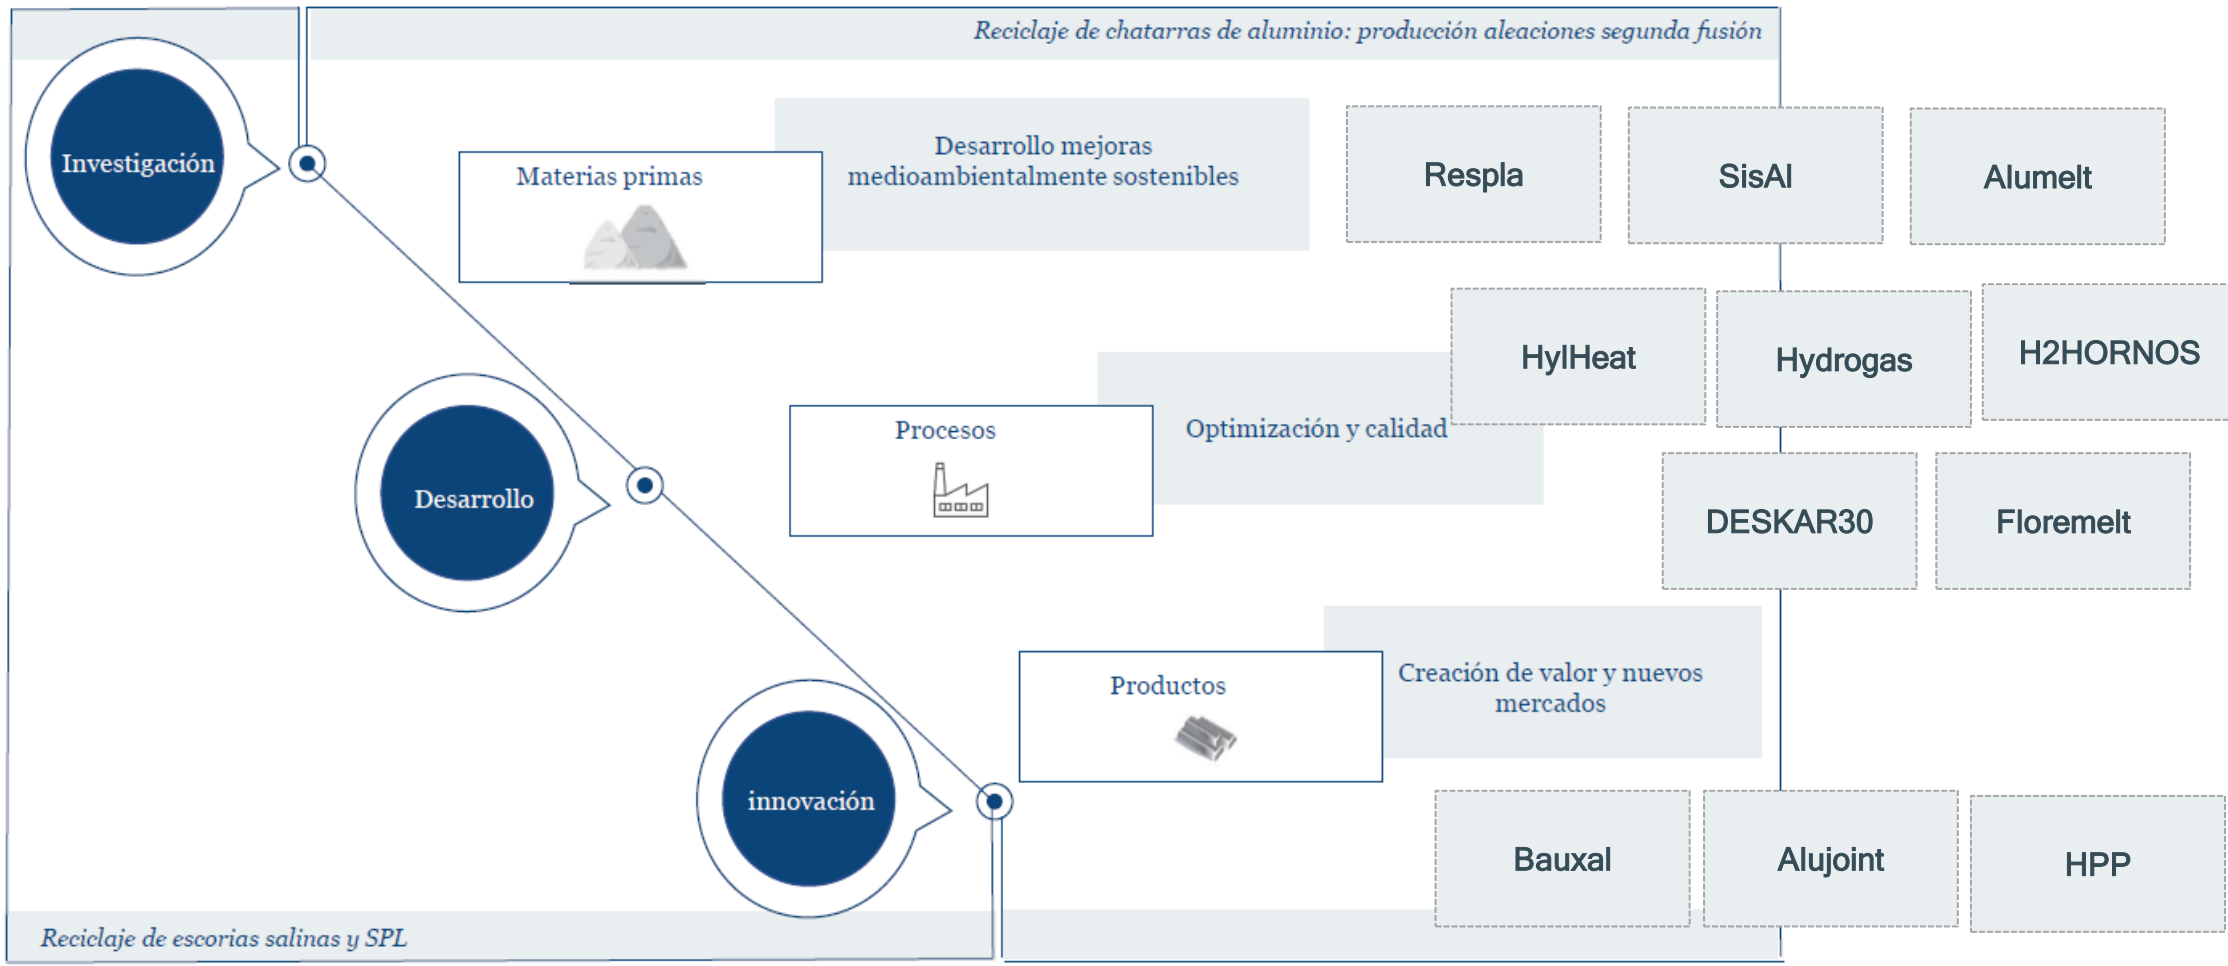 Reciclaje de chatarras de aluminio: producción aleaciones segunda fusión
Investigación
Materias primas
Desarrollo mejoras
medioambientalmente sostenibles
Respla
SisAl
Alumelt
Desarrollo
Procesos
Optimización y calidad
HylHeat
Hydrogas
H2HORNOS
DESKAR30
Floremelt
innovación
Productos
Creación de valor y nuevos
mercados
Bauxal
Alujoint
HPP
Reciclaje de escorias salinas y SPL